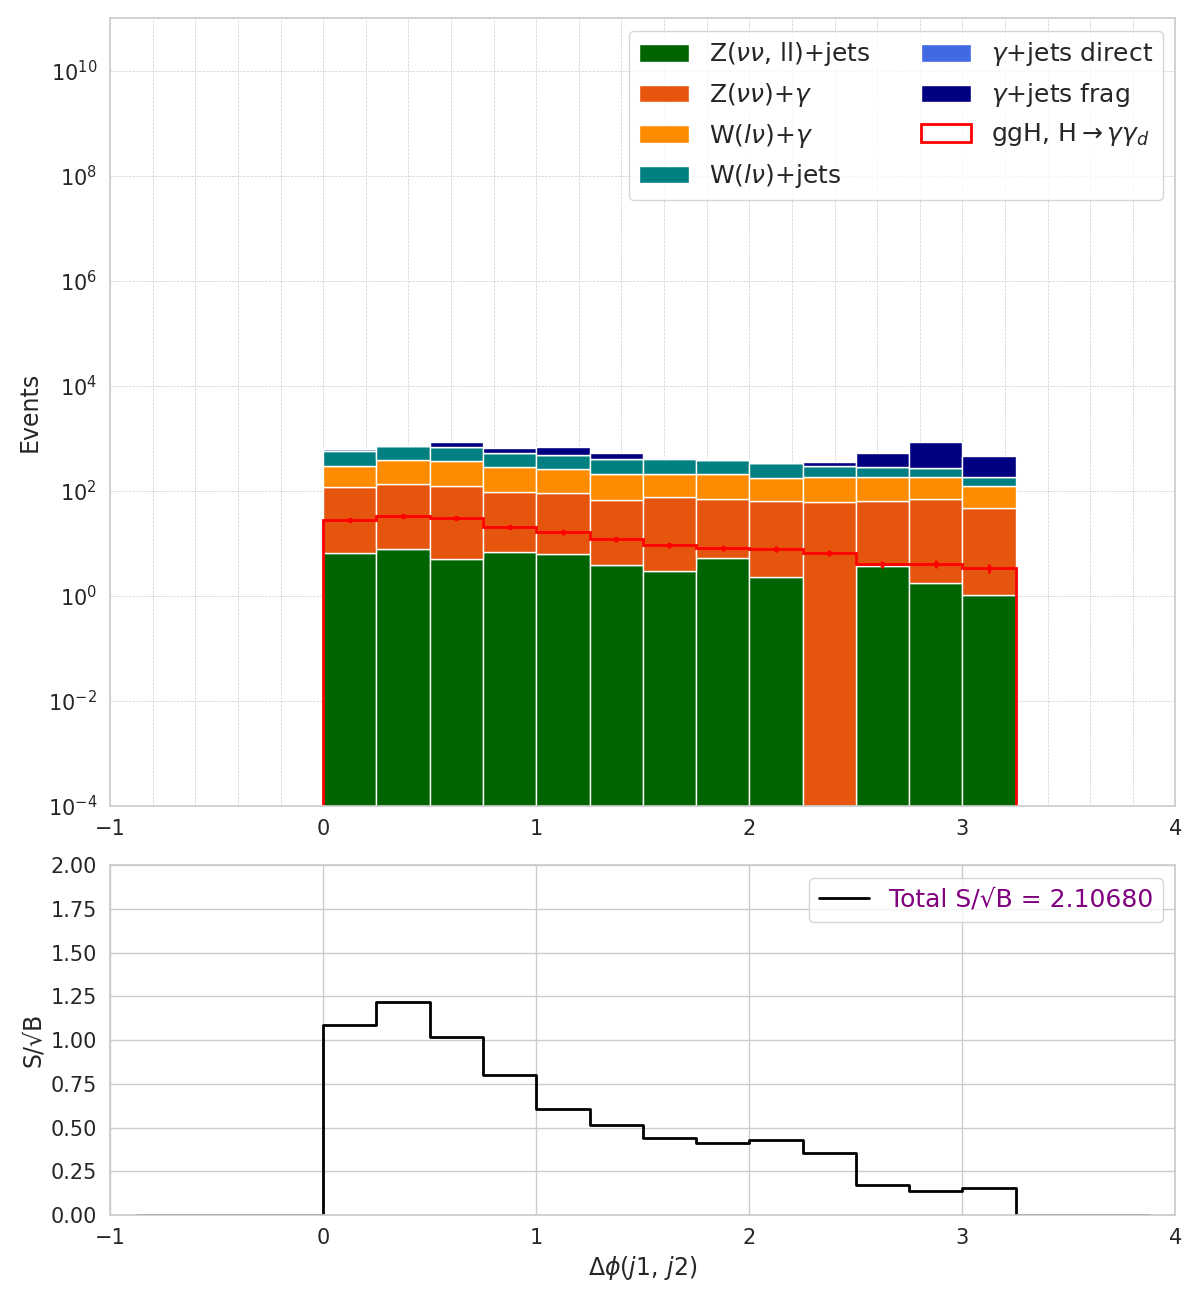 Events
10^10
10^8
10^6
10^4
10^2
10^0
10^−2
10^−4
Z(νν, ll)+jets
Z(νν)+γ
W(lν)+γ
W(lν)+jets
γ+jets direct
γ+jets frag
ggH, H→γγ_d
−1 0 1 2 3 4
S/√B
2.00
1.75
1.50
1.25
1.00
0.75
0.50
0.25
0.00
Total S/√B = 2.10680
−1 0 1 2 3 4
Δϕ(j1, j2)